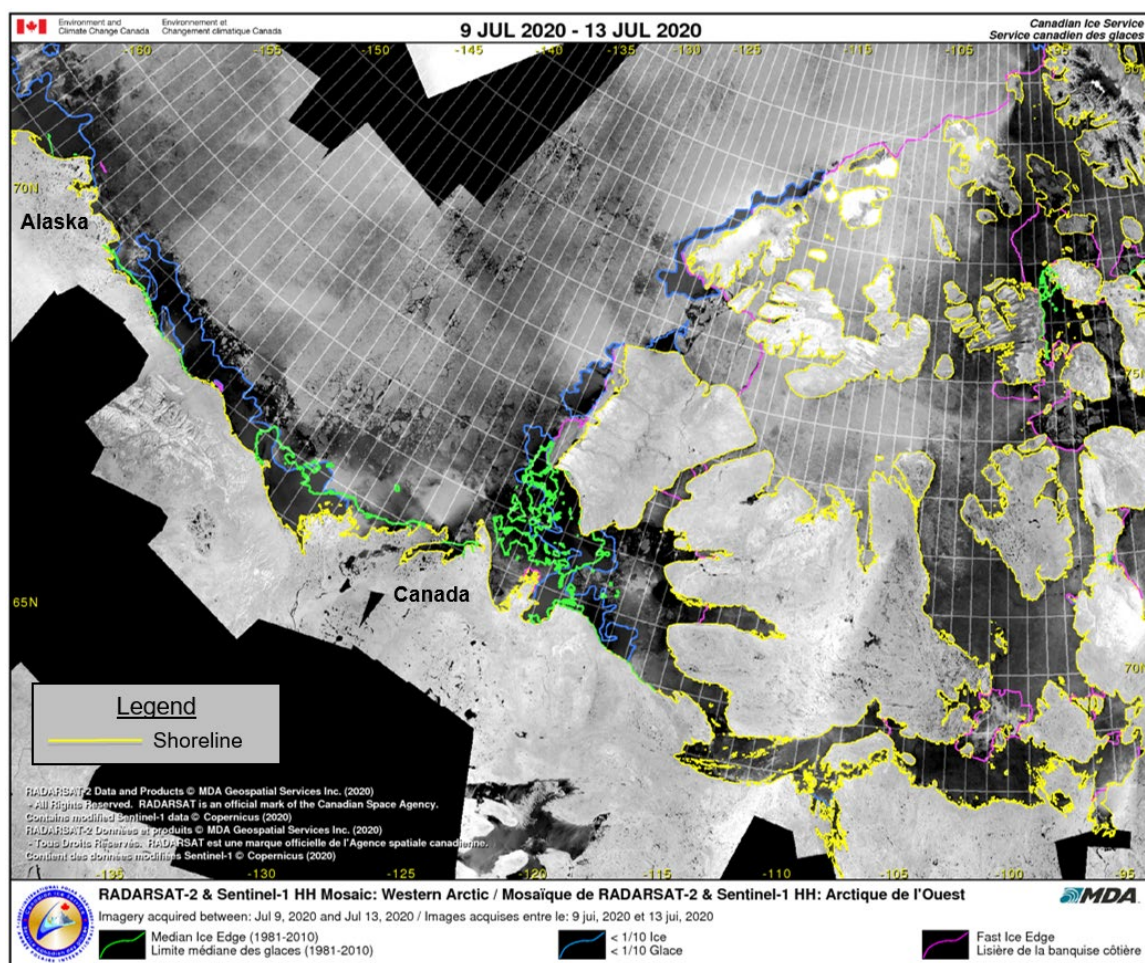 Environment and
Climate Change Canada
Environnement et
Changement climatique Canada
9 JUL 2020 - 13 JUL 2020
Canadian Ice Service
Service canadien des glaces
-160
-150
-145
-140
-135
-130
-125
-115
-105
-95
80N
70N
Alaska
75N
Canada
65N
70N
Legend
Shoreline
RADARSAT-2 Data and Products © MDA Geospatial Services Inc. (2020)
- All Rights Reserved. RADARSAT is an official mark of the Canadian Space Agency.
Contains modified Sentinel-1 data © Copernicus (2020)
RADARSAT-2 Données et produits © MDA Geospatial Services Inc. (2020)
- Tous Droits Réservés. RADARSAT est une marque officielle de l'Agence spatiale canadienne.
Contient des données modifiées Sentinel-1 © Copernicus (2020)
-135
-130
-125
-120
-115
-110
-105
-100
-95
RADARSAT-2 & Sentinel-1 HH Mosaic: Western Arctic / Mosaïque de RADARSAT-2 & Sentinel-1 HH: Arctique de l'Ouest
MDA
Imagery acquired between: Jul 9, 2020 and Jul 13, 2020 / Images acquises entre le: 9 jui, 2020 et 13 jui, 2020
Median Ice Edge (1981-2010)
Limite médiane des glaces (1981-2010)
< 1/10 Ice
< 1/10 Glace
Fast Ice Edge
Lisière de la banquise côtière